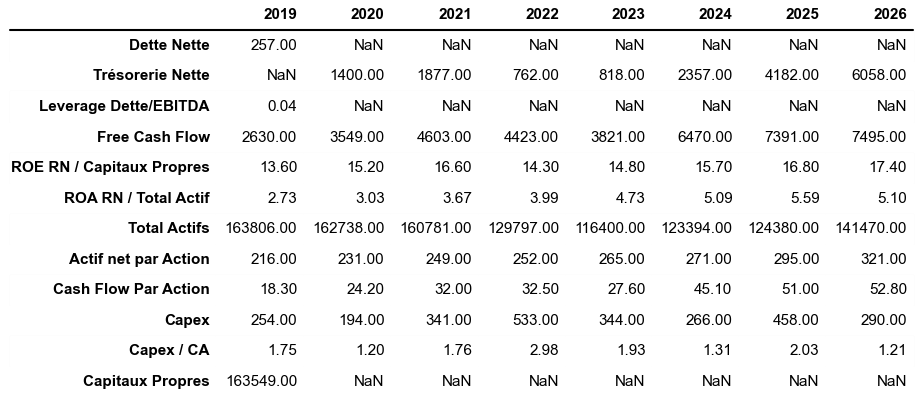 2019 2020 2021 2022 2023 2024 2025 2026
Dette Nette 257.00 NaN NaN NaN NaN NaN NaN NaN
Trésorerie Nette NaN 1400.00 1877.00 762.00 818.00 2357.00 4182.00 6058.00
Leverage Dette/EBITDA 0.04 NaN NaN NaN NaN NaN NaN NaN
Free Cash Flow 2630.00 3549.00 4603.00 4423.00 3821.00 6470.00 7391.00 7495.00
ROE RN / Capitaux Propres 13.60 15.20 16.60 14.30 14.80 15.70 16.80 17.40
ROA RN / Total Actif 2.73 3.03 3.67 3.99 4.73 5.09 5.59 5.10
Total Actifs 163806.00 162738.00 160781.00 129797.00 116400.00 123394.00 124380.00 141470.00
Actif net par Action 216.00 231.00 249.00 252.00 265.00 271.00 295.00 321.00
Cash Flow Par Action 18.30 24.20 32.00 32.50 27.60 45.10 51.00 52.80
Capex 254.00 194.00 341.00 533.00 344.00 266.00 458.00 290.00
Capex / CA 1.75 1.20 1.76 2.98 1.93 1.31 2.03 1.21
Capitaux Propres 163549.00 NaN NaN NaN NaN NaN NaN NaN